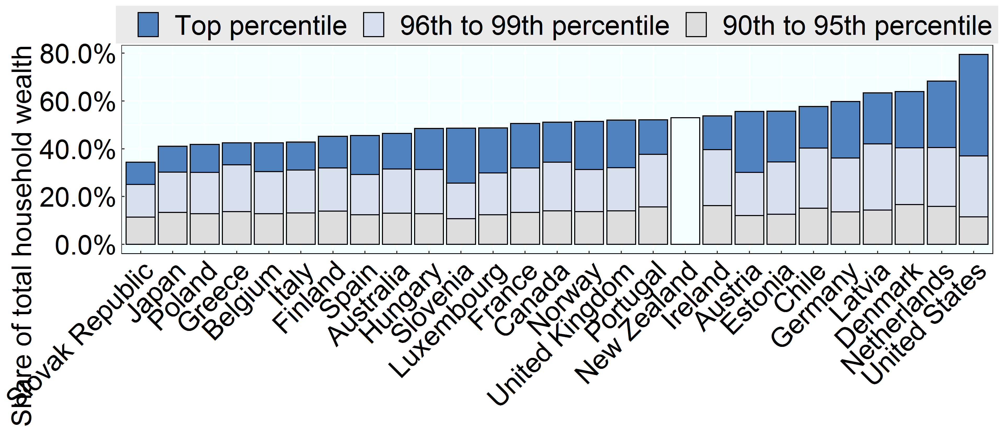 Top percentile 96th to 99th percentile 90th to 95th percentile
Share of total household wealth
80.0%
60.0%
40.0%
20.0%
0.0%
Slovak Republic
Japan
Poland
Greece
Belgium
Italy
Finland
Spain
Australia
Hungary
Slovenia
Luxembourg
France
Canada
Norway
United Kingdom
Portugal
New Zealand
Ireland
Austria
Estonia
Chile
Germany
Latvia
Denmark
Netherlands
United States